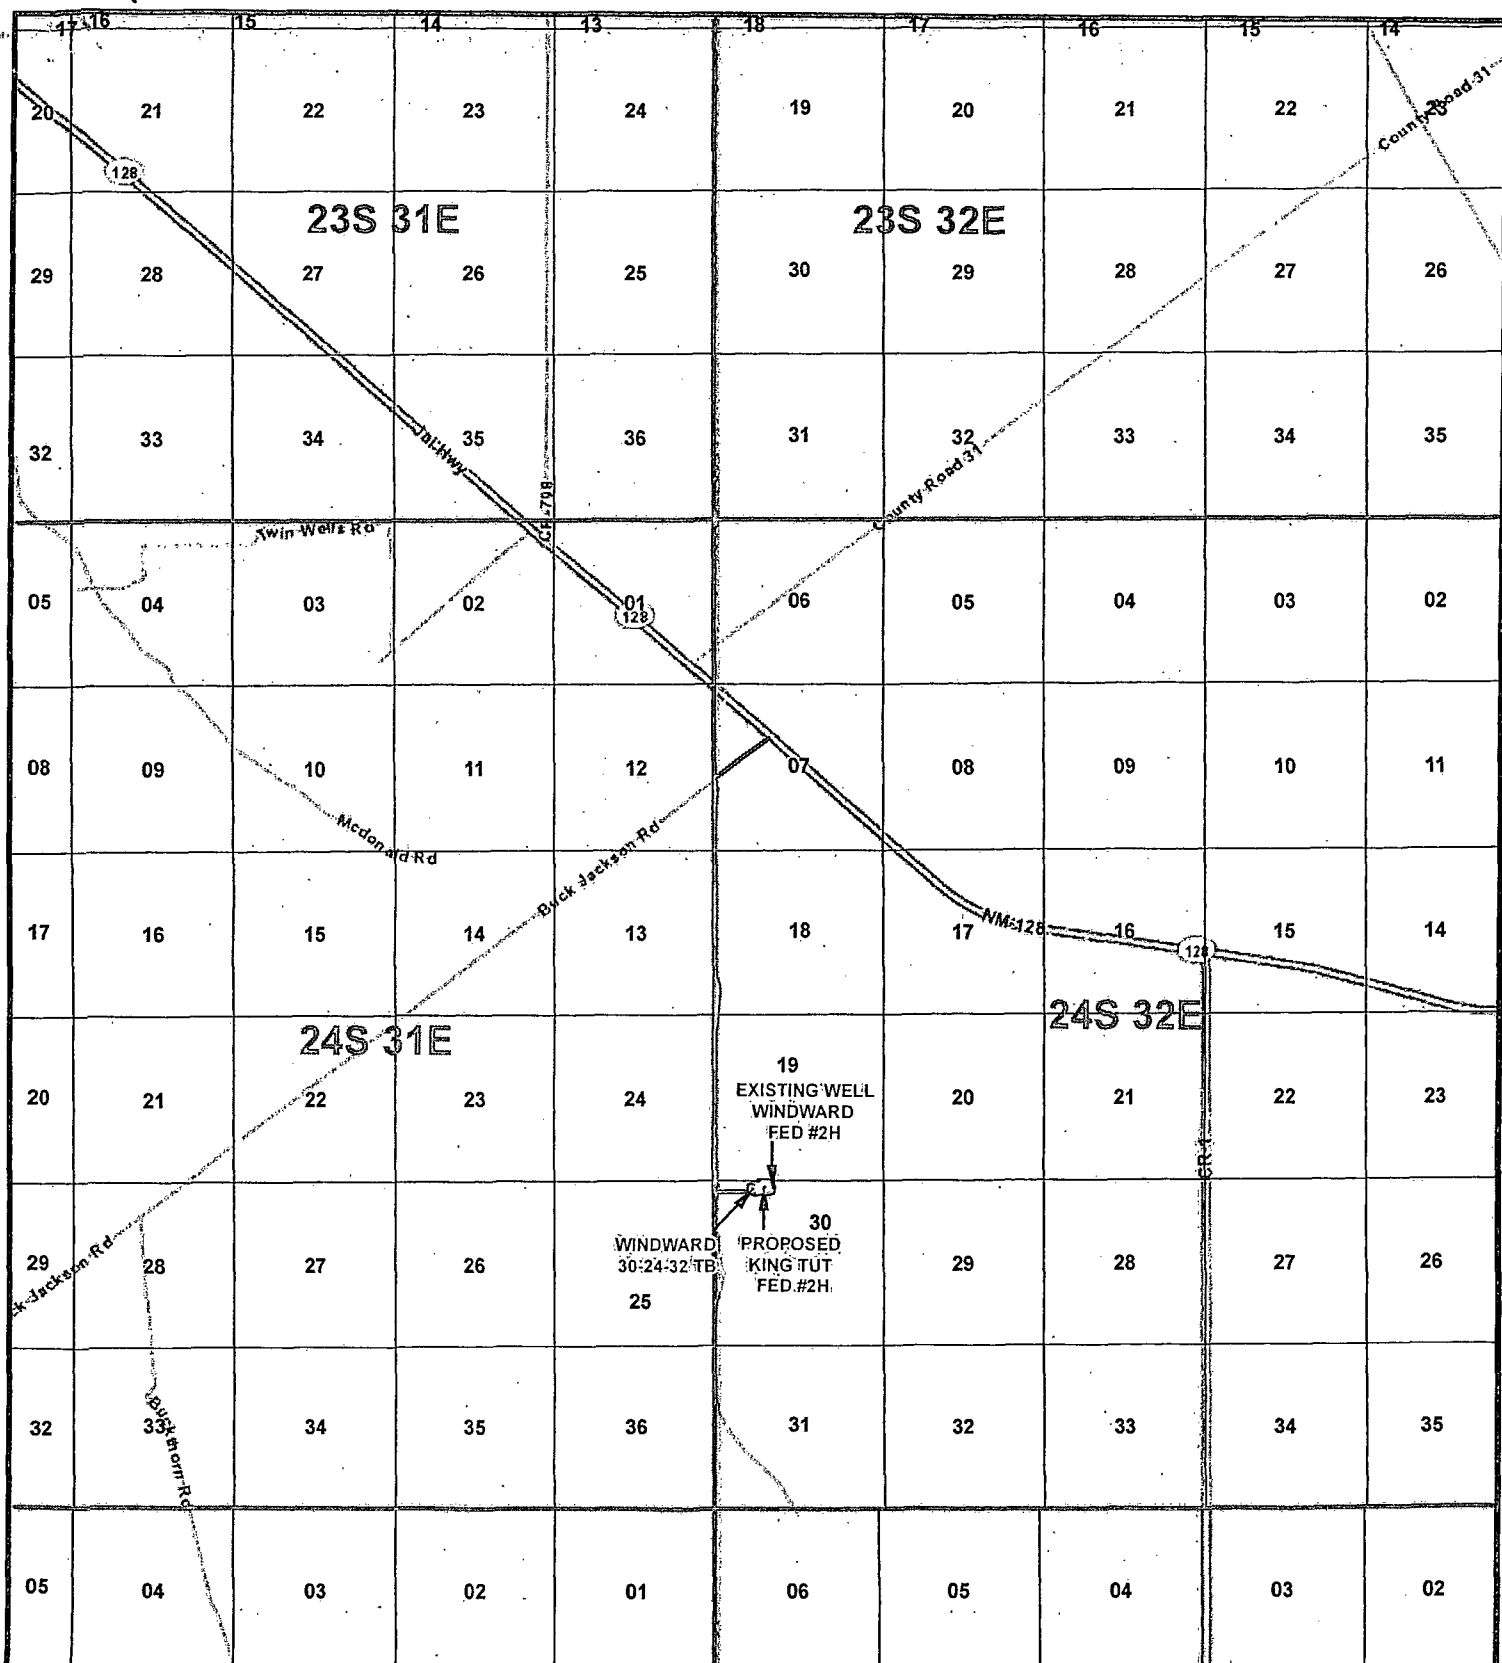 17 16 15 14 13 18 17 16 15 14
20 21 22 23 24 19 20 21 22 23
County Road 31
128
23S 31E 23S 32E
29 28 27 26 25 30 29 28 27 26
32 33 34 35 36 31 32 33 34 35
Jal Hwy
County Road 31
CR-798
Twin Wells Rd
05 04 03 02 01 06 05 04 03 02
128
08 09 10 11 12 07 08 09 10 11
Mcdonald Rd
Buck Jackson Rd
NM-128
17 16 15 14 13 18 17 16 15 14
128
24S 31E 24S 32E
19
EXISTING WELL
WINDWARD
FED #2H
20 21 22 23 24 20 21 22 23
CR-1
30
WINDWARD
30-24-32 TB
PROPOSED
KING TUT
FED.#2H
ck Jackson Rd
29 28 27 26 25 29 28 27 26
32 33 34 35 36 31 32 33 34 35
Buckthorn Rd
05 04 03 02 01 06 05 04 03 02